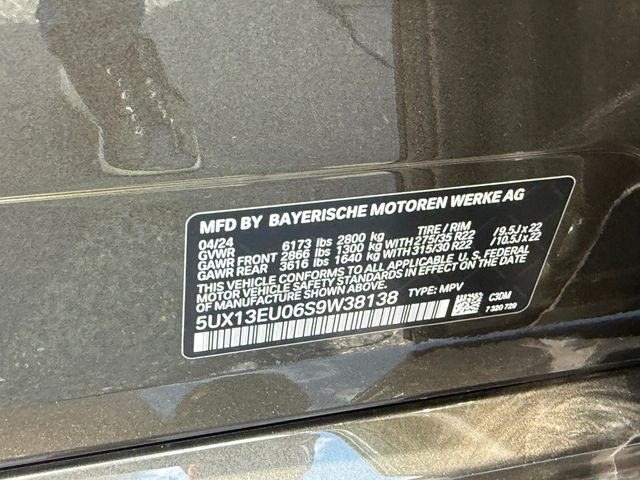 MFD BY BAYERISCHE MOTOREN WERKE AG
04/24 TIRE / RIM
GVWR 6173 lbs 2800 kg
GAWR FRONT 2866 lbs 1300 kg WITH 275/35 R22 /9.5J x 22
GAWR REAR 3616 lbs 1640 kg WITH 315/30 R22 /10.5J x 22
THIS VEHICLE CONFORMS TO ALL APPLICABLE U. S. FEDERAL
MOTOR VEHICLE SAFETY STANDARDS IN EFFECT ON THE DATE
OF MANUFACTURE SHOWN ABOVE.
5UX13EU06S9W38138 TYPE: MPV
C3DM
7 320 729